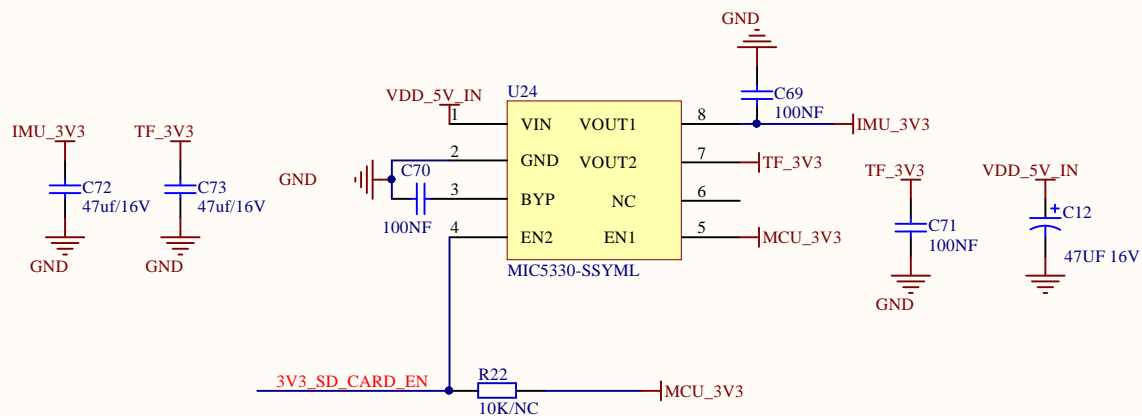 GND
U24
VDD_5V_IN
1
VIN
VOUT1
8
C69
100NF
IMU_3V3
IMU_3V3
TF_3V3
2
GND
VOUT2
7
TF_3V3
C72
47uf/16V
C73
47uf/16V
GND
C70
100NF
3
BYP
NC
6
TF_3V3
VDD_5V_IN
4
EN2
EN1
5
MCU_3V3
C71
100NF
C12
+
47UF 16V
GND
GND
MIC5330-SSYML
GND
3V3_SD_CARD_EN
R22
10K/NC
MCU_3V3